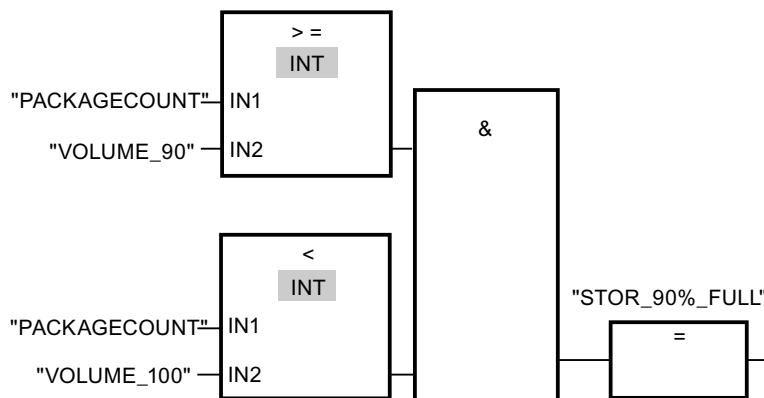 > =
INT
"PACKAGECOUNT" IN1
"VOLUME_90" IN2
&
<
INT
"STOR_90%_FULL"
"PACKAGECOUNT" IN1
=
"VOLUME_100" IN2